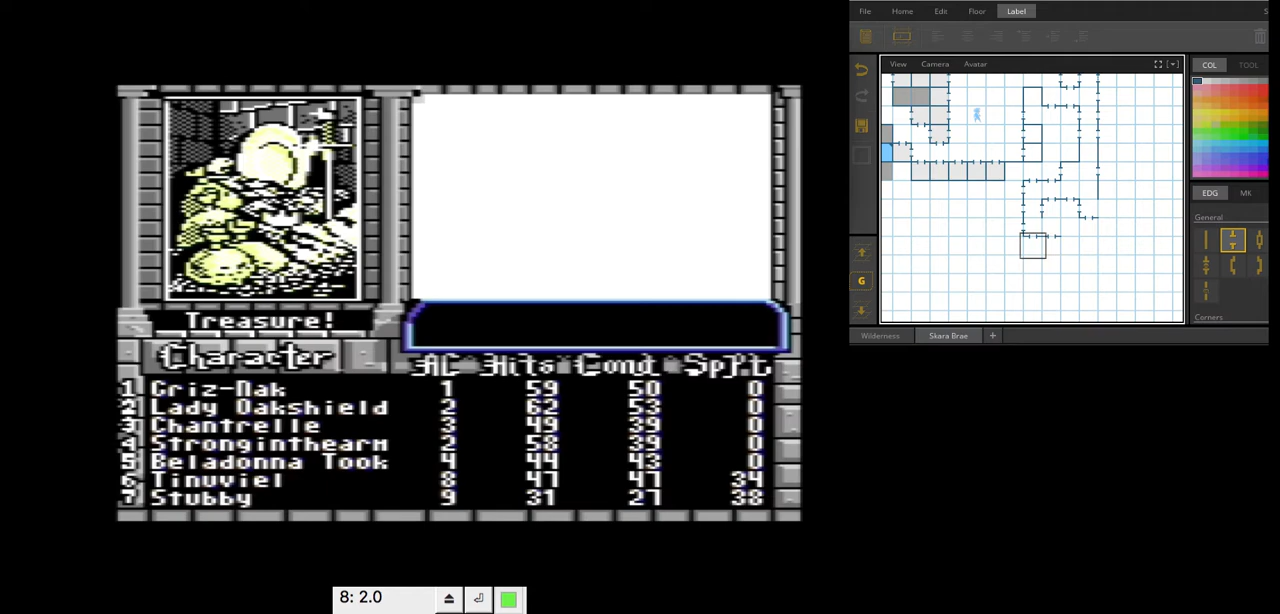 File Home Edit Floor Label S
View Camera Avatar
COL TOOL
EDG MK
General
G
Corners
Wilderness Skara Brae +
Treasure!
Character AC Hits Cond SpPt
1 Criz-Nak 1 59 50 0
2 Lady Oakshield 2 62 53 0
3 Chantrelle 3 49 39 0
4 Stronginthearm 2 58 39 0
5 Beladonna Took 4 44 43 0
6 Tinuviel 8 47 47 34
7 Stubby 9 31 27 38
8: 2.0